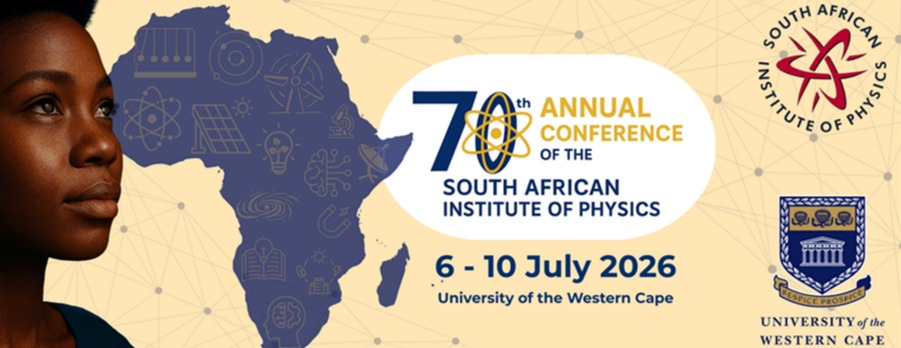 70th ANNUAL
CONFERENCE
OF THE
SOUTH AFRICAN
INSTITUTE OF PHYSICS
6 - 10 July 2026
University of the Western Cape
SOUTH AFRICAN
INSTITUTE OF PHYSICS
RESPICE PROSPICE
UNIVERSITY of the
WESTERN CAPE